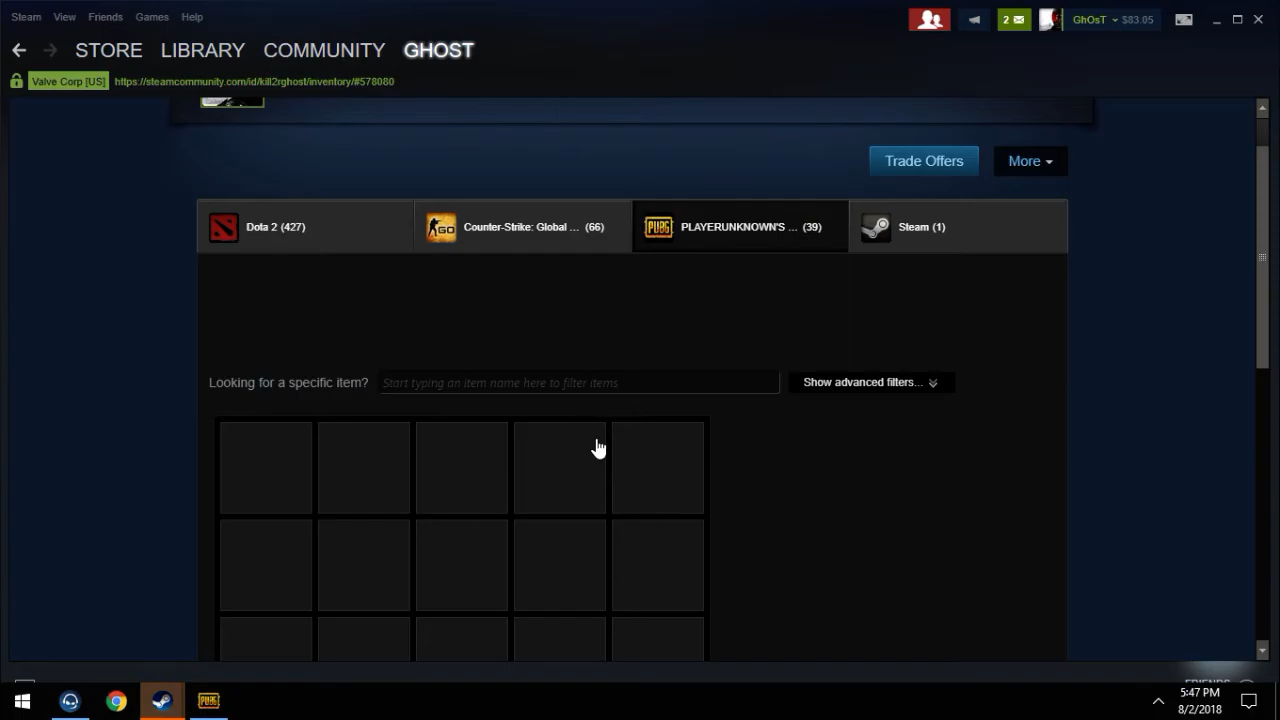 Steam View Friends Games Help
2
GhOsT $83.05
STORE LIBRARY COMMUNITY GHOST
Valve Corp [US] https://steamcommunity.com/id/kill2rghost/inventory/#578080
Trade Offers More
Dota 2 (427) Counter-Strike: Global ... (66) PUBG PLAYERUNKNOWN'S ... (39) Steam (1)
Looking for a specific item? Start typing an item name here to filter items Show advanced filters...
FRIENDS
PUBG
5:47 PM
8/2/2018